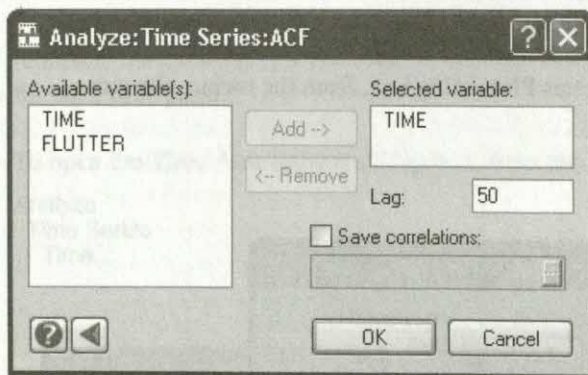 Analyze:Time Series:ACF
Available variable(s):
TIME
FLUTTER
Add -->
<-- Remove
Selected variable:
TIME
Lag: 50
Save correlations:
OK
Cancel